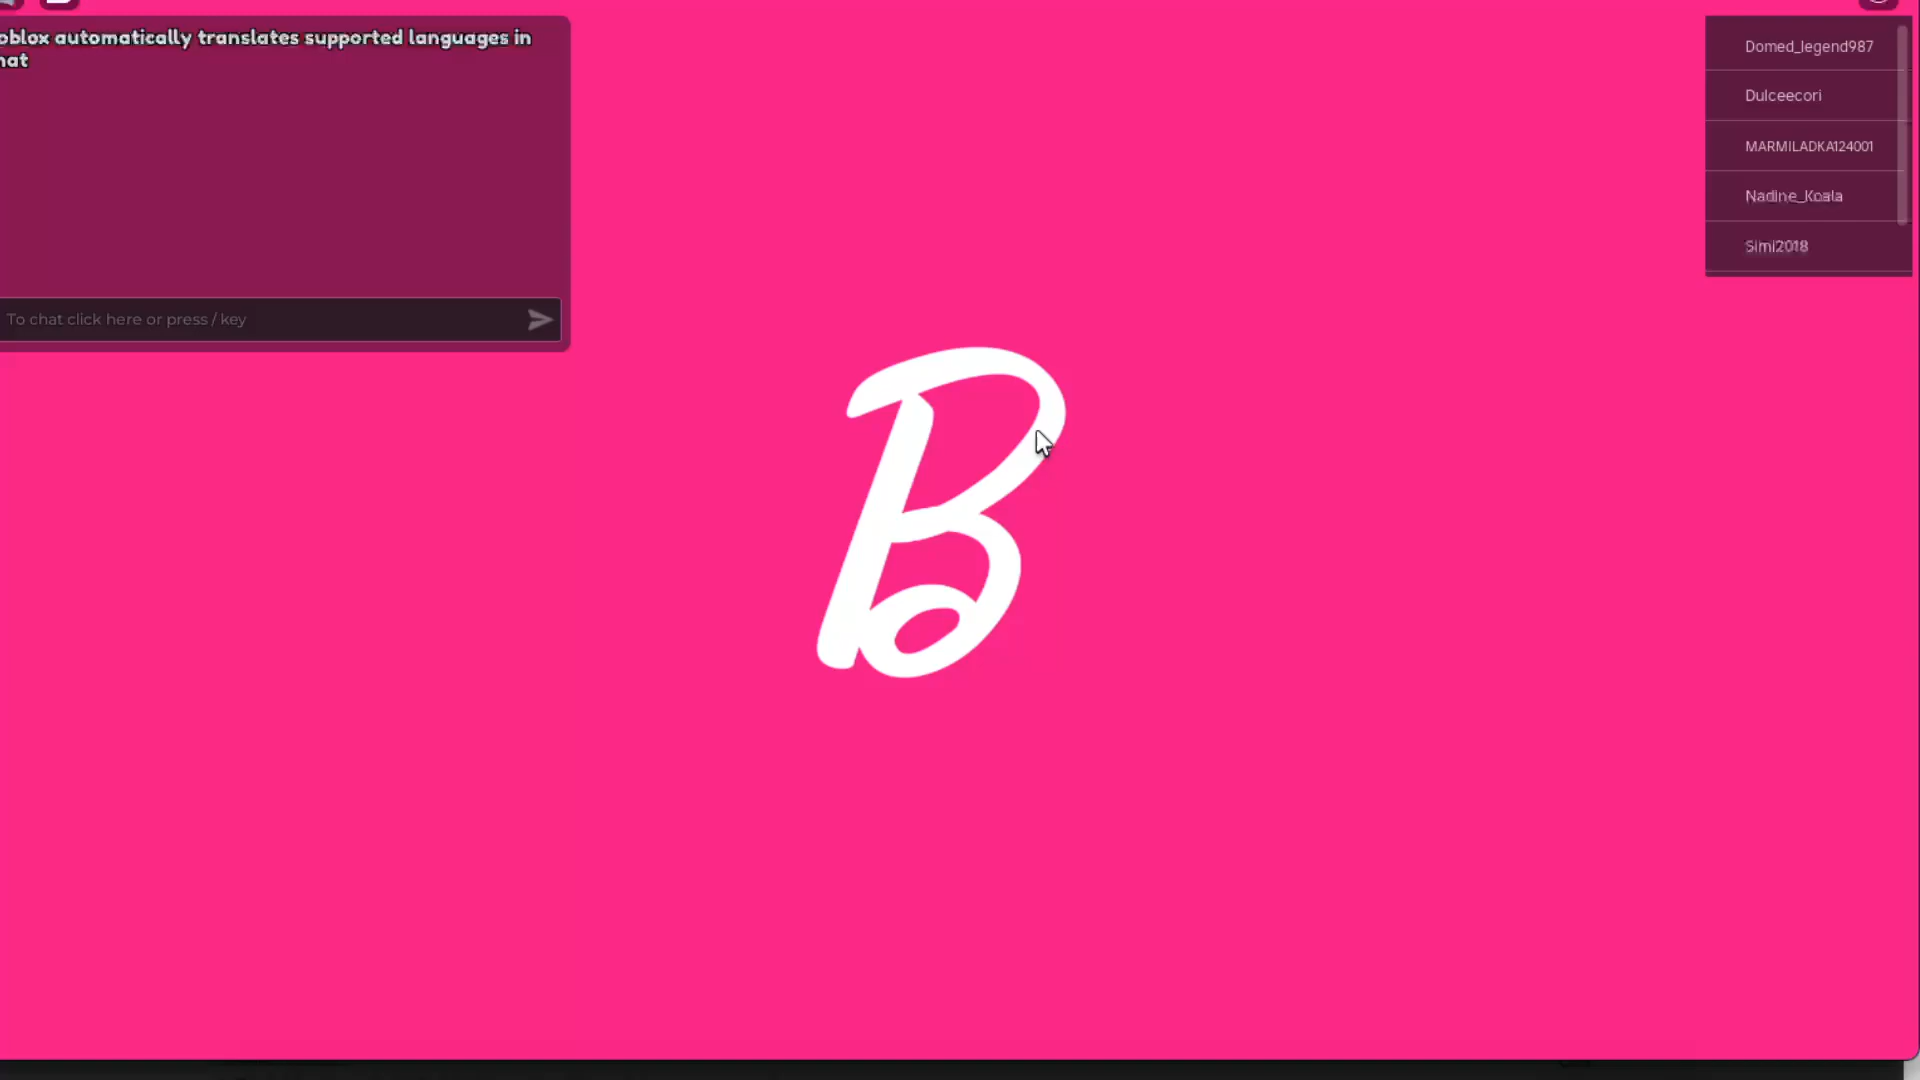 oblox automatically translates supported languages in
hat
To chat click here or press / key
Domed_legend987
Dulceecori
MARMILADKA124001
Nadine_Koala
Simi2018
B